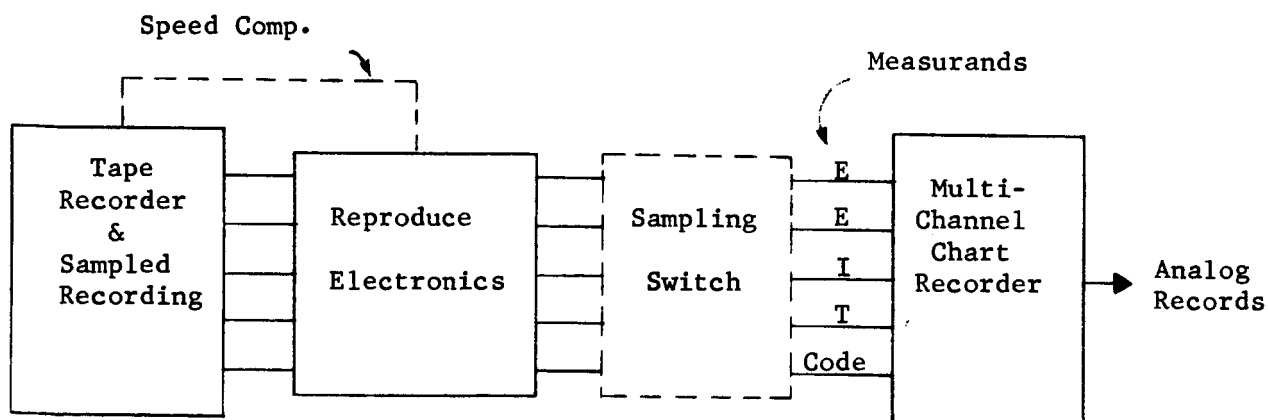 Speed Comp.
Measurands
Tape
Recorder
&
Sampled
Recording
Reproduce
Electronics
Sampling
Switch
E
E
I
T
Code
Multi-
Channel
Chart
Recorder
Analog
Records